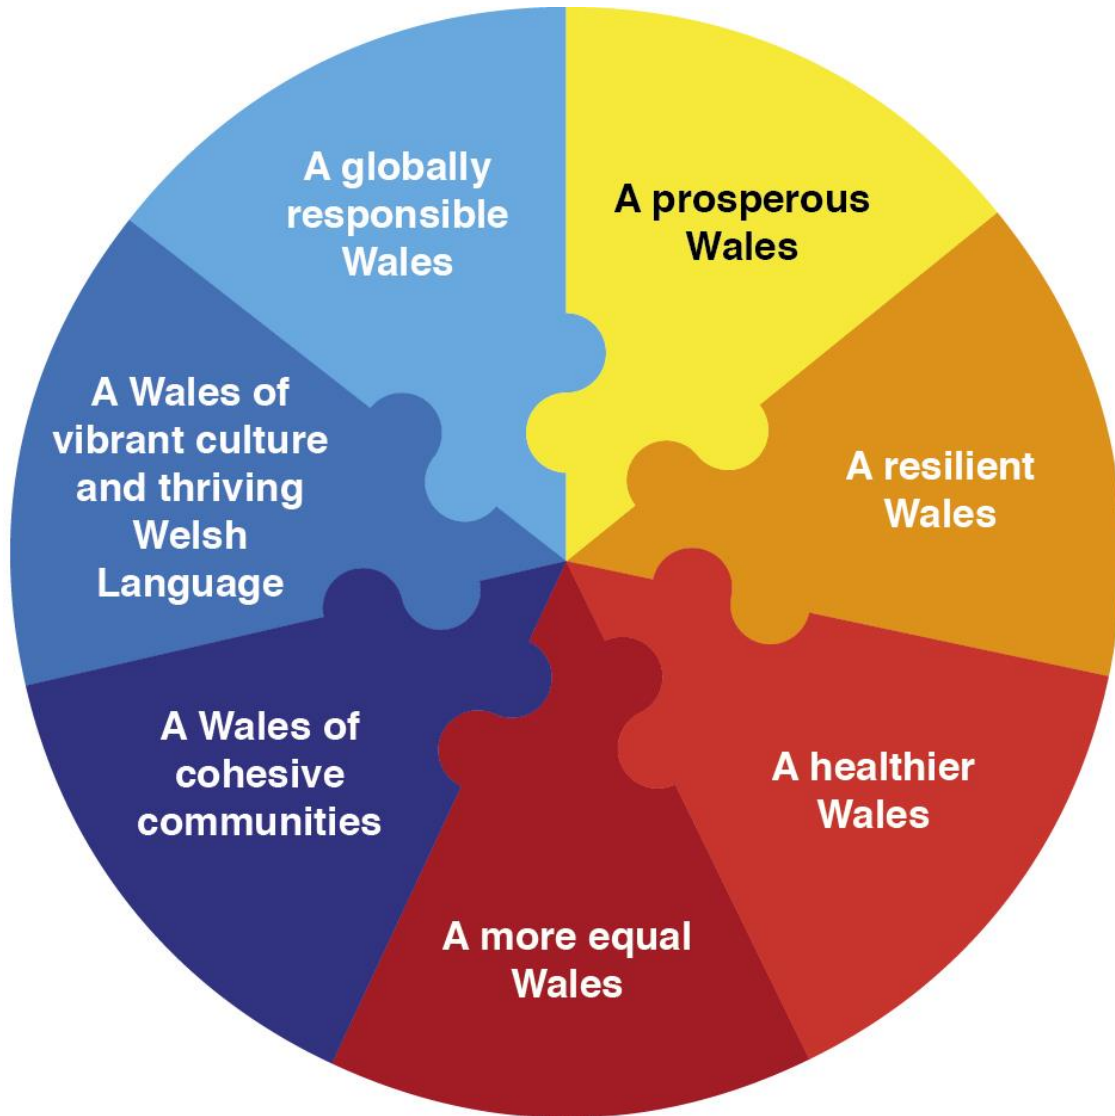 A prosperous
Wales
A resilient
Wales
A healthier
Wales
A more equal
Wales
A Wales of
cohesive
communities
A Wales of
vibrant culture
and thriving
Welsh
Language
A globally
responsible
Wales